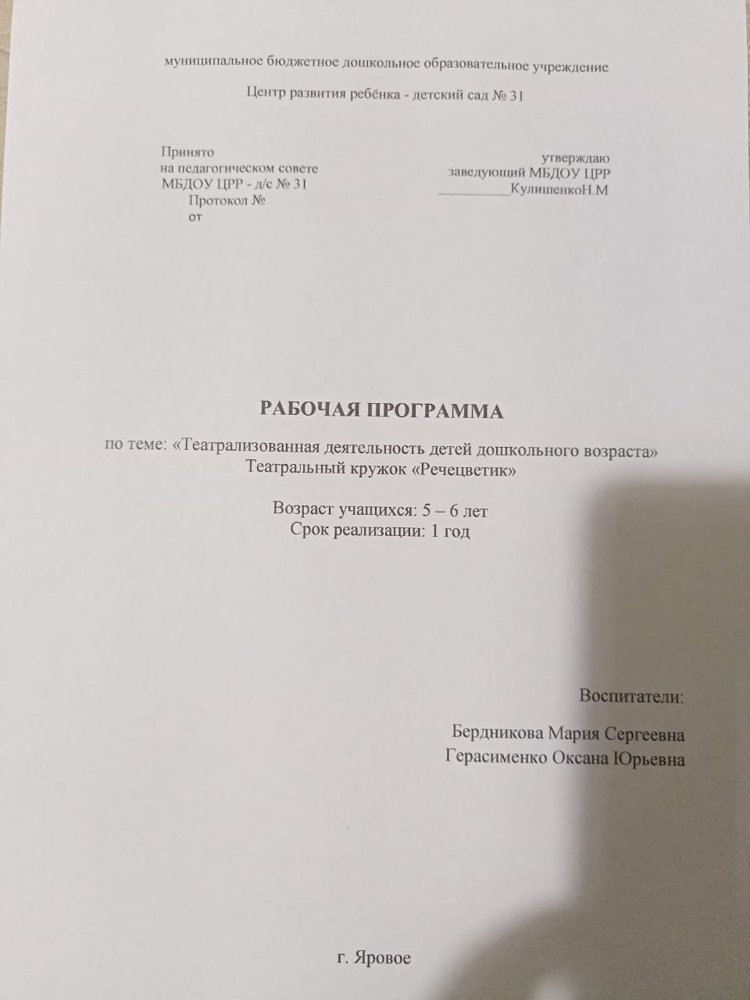 муниципальное бюджетное дошкольное образовательное учреждение
Центр развития ребёнка - детский сад № 31
Принято
на педагогическом совете
МБДОУ ЦРР - д/с № 31
Протокол №
от
утверждаю
заведующий МБДОУ ЦРР
___________КулишенкоН.М
РАБОЧАЯ ПРОГРАММА
по теме: «Театрализованная деятельность детей дошкольного возраста»
Театральный кружок «Речецветик»
Возраст учащихся: 5 – 6 лет
Срок реализации: 1 год
Воспитатели:
Бердникова Мария Сергеевна
Герасименко Оксана Юрьевна
г. Яровое